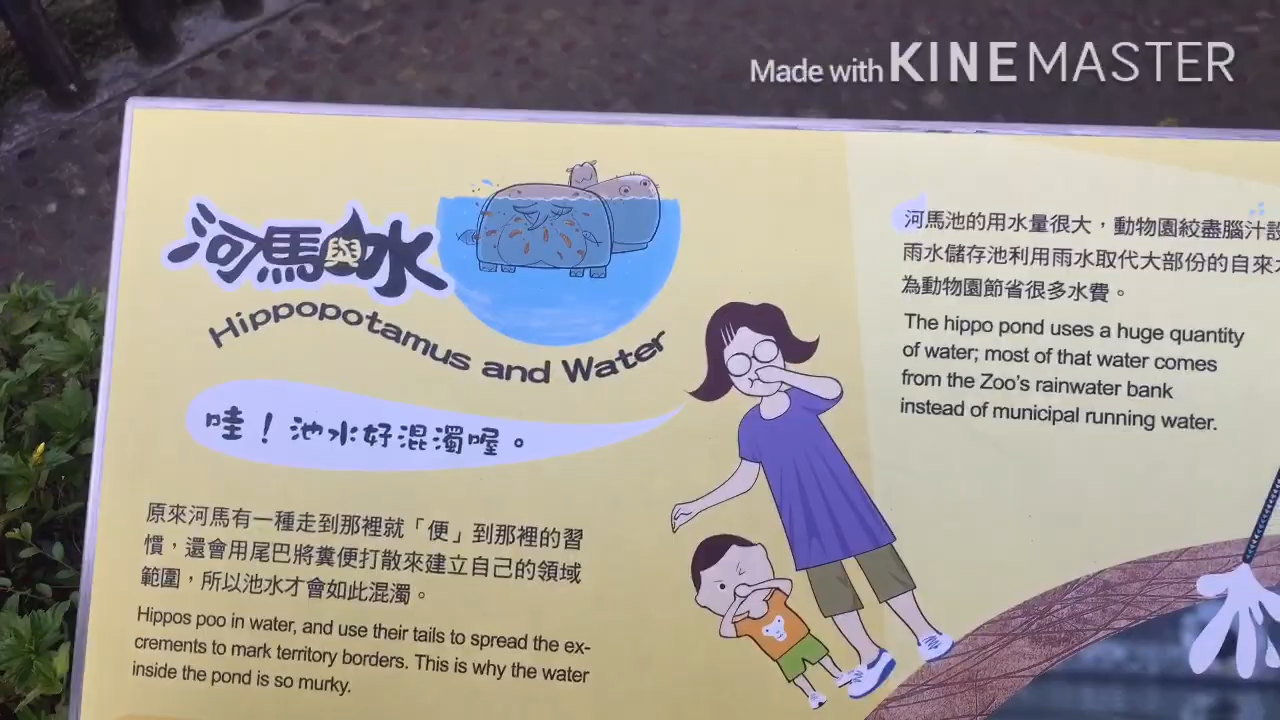 Made with KINEMASTER
河馬與水
Hippopotamus and Water
哇！池水好混濁喔。
原來河馬有一種走到那裡就「便」到那裡的習
慣，還會用尾巴將糞便打散來建立自己的領域
範圍，所以池水才會如此混濁。
Hippos poo in water, and use their tails to spread the ex-
crements to mark territory borders. This is why the water
inside the pond is so murky.
河馬池的用水量很大，動物園絞盡腦汁設
雨水儲存池利用雨水取代大部份的自來水
為動物園節省很多水費。
The hippo pond uses a huge quantity
of water; most of that water comes
from the Zoo's rainwater bank
instead of municipal running water.